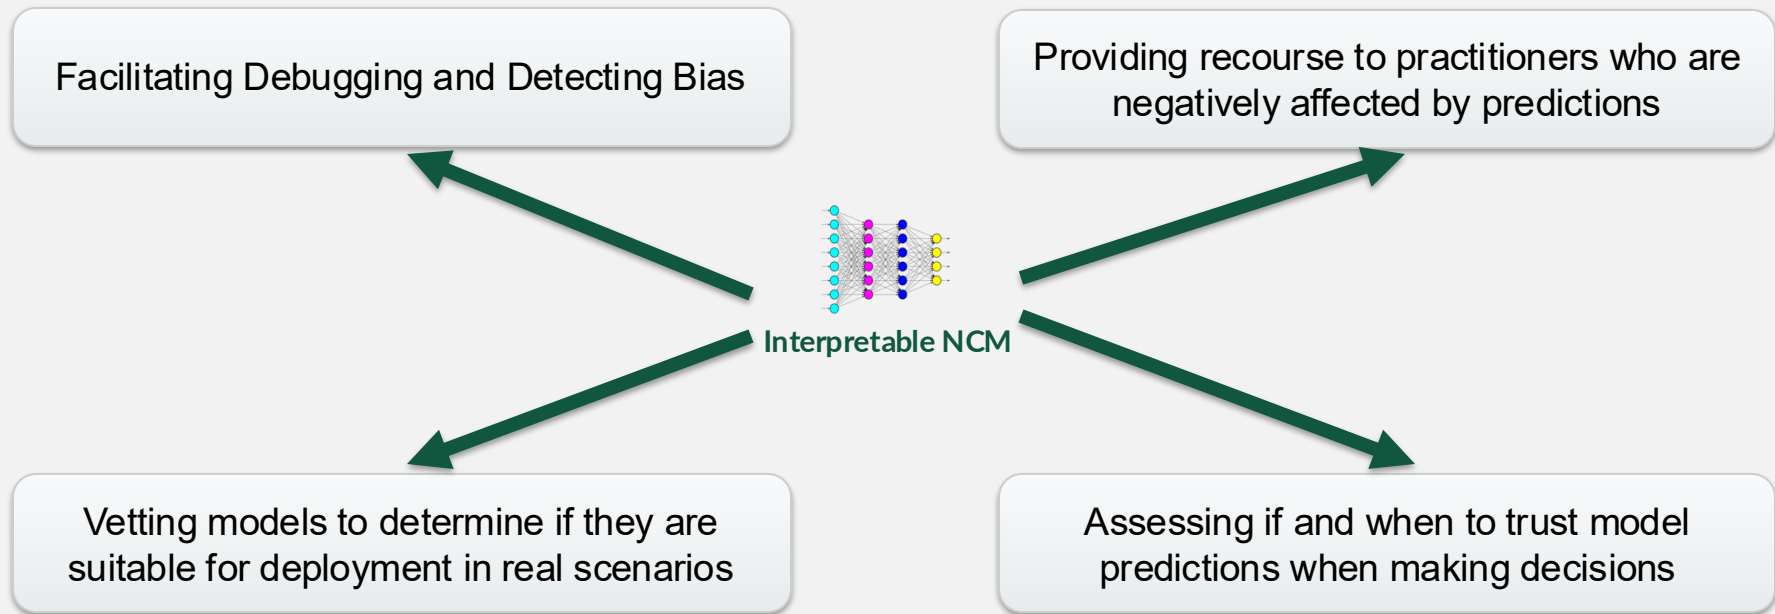 Facilitating Debugging and Detecting Bias
Providing recourse to practitioners who are
negatively affected by predictions
Interpretable NCM
Vetting models to determine if they are
suitable for deployment in real scenarios
Assessing if and when to trust model
predictions when making decisions